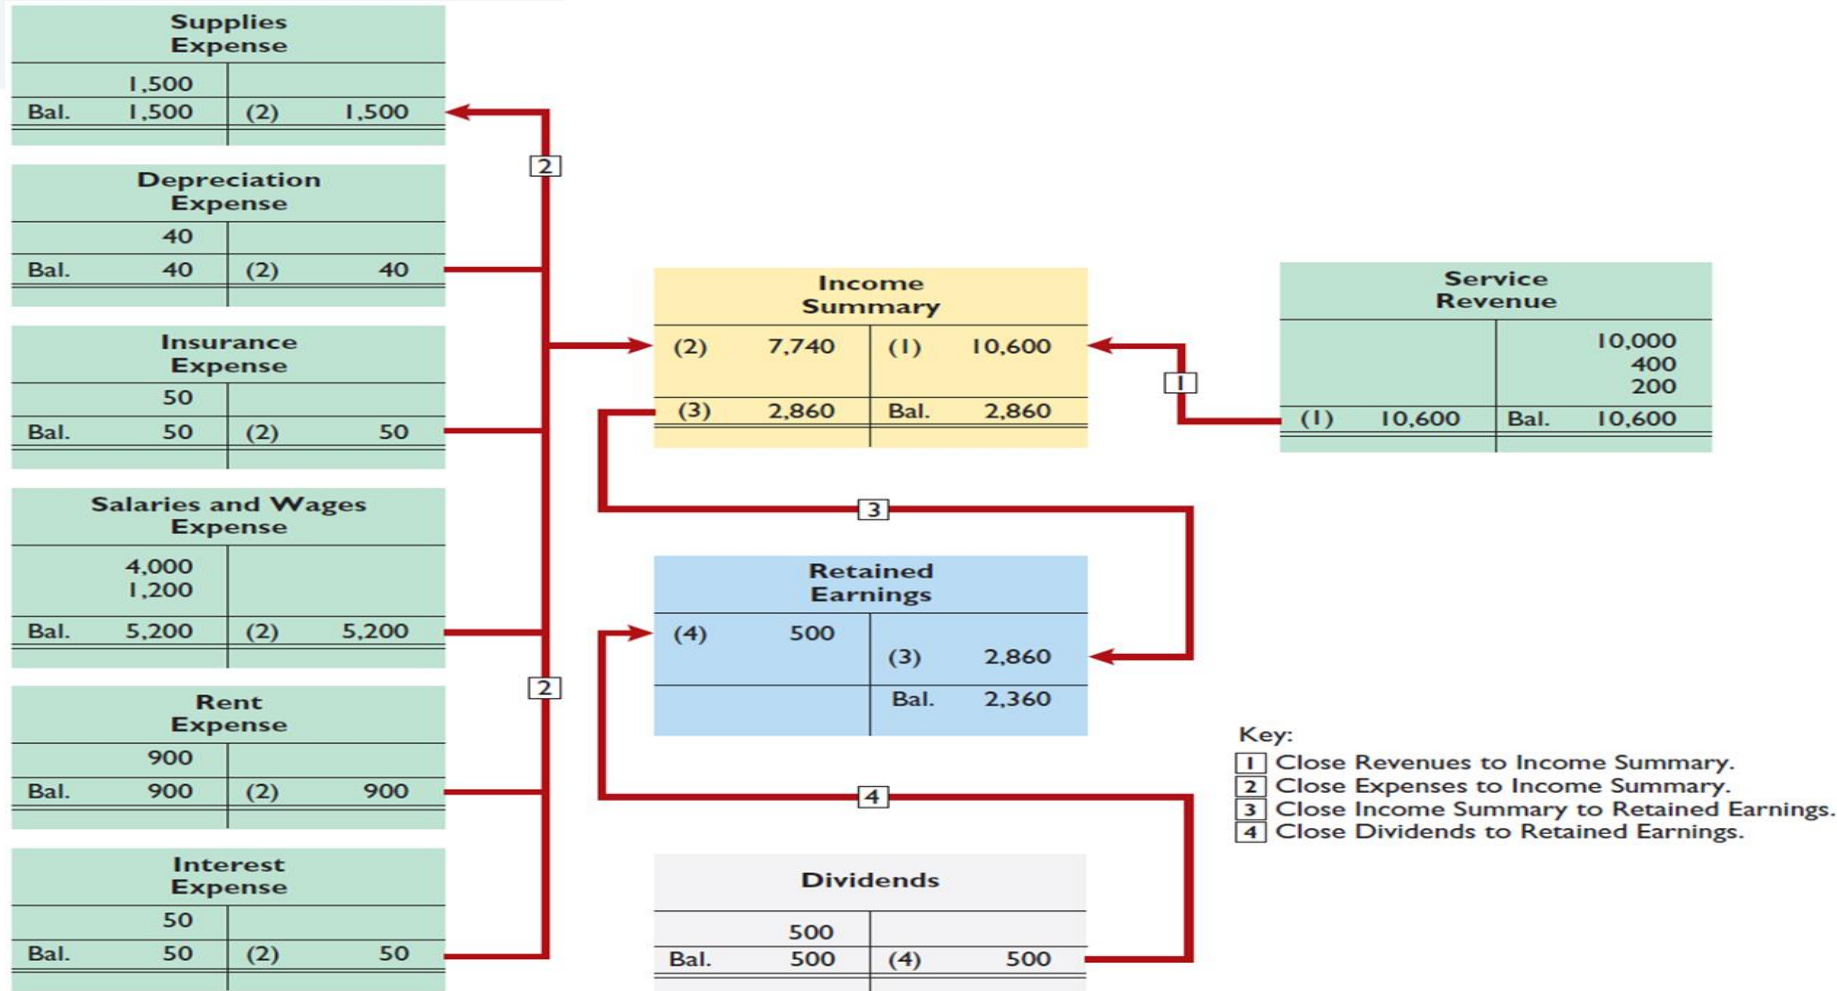 Supplies
Expense
1,500
Bal. 1,500 (2) 1,500
2
Depreciation
Expense
40
Bal. 40 (2) 40
Insurance
Expense
50
Bal. 50 (2) 50
Salaries and Wages
Expense
4,000
1,200
Bal. 5,200 (2) 5,200
2
Rent
Expense
900
Bal. 900 (2) 900
Interest
Expense
50
Bal. 50 (2) 50
Income
Summary
(2) 7,740 (1) 10,600
(3) 2,860 Bal. 2,860
1
Service
Revenue
10,000
400
200
(1) 10,600 Bal. 10,600
3
Retained
Earnings
(4) 500
(3) 2,860
Bal. 2,360
4
Dividends
500
Bal. 500 (4) 500
Key:
1 Close Revenues to Income Summary.
2 Close Expenses to Income Summary.
3 Close Income Summary to Retained Earnings.
4 Close Dividends to Retained Earnings.